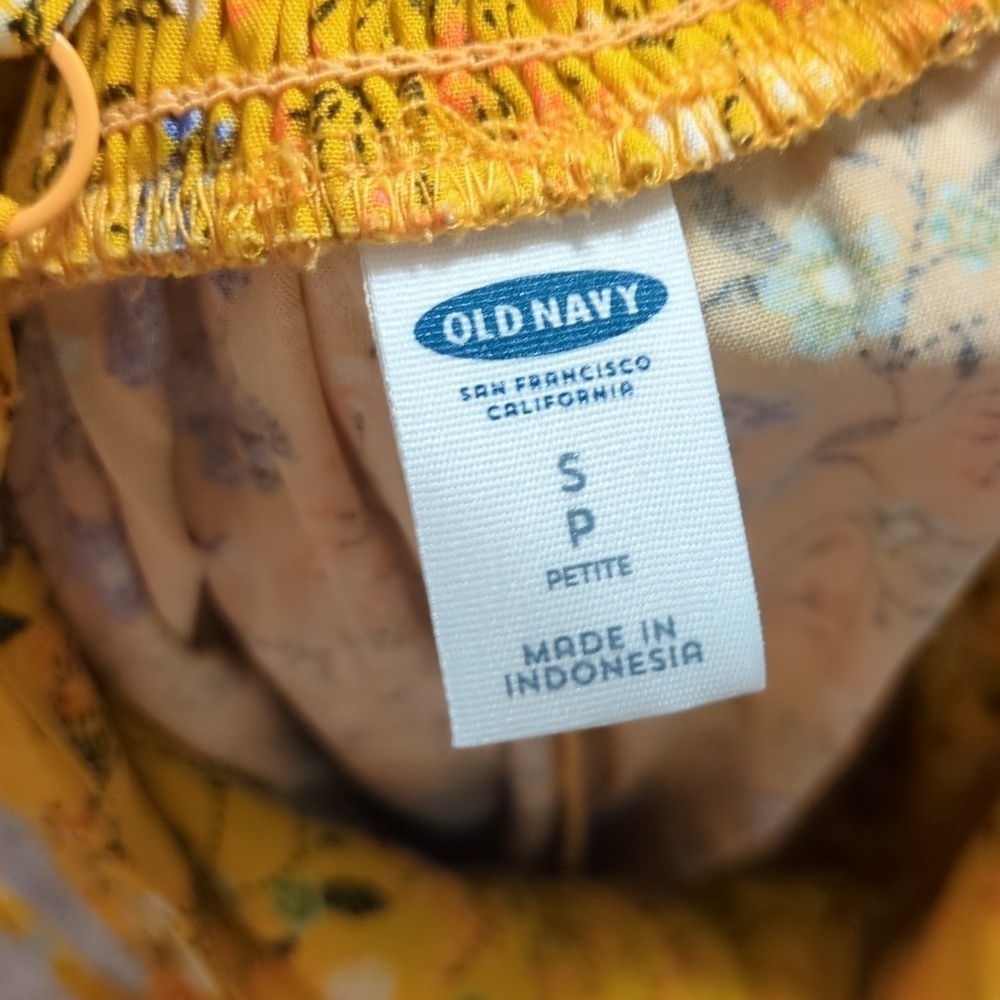 OLD NAVY
SAN FRANCISCO
CALIFORNIA
S
P
PETITE
MADE IN
INDONESIA